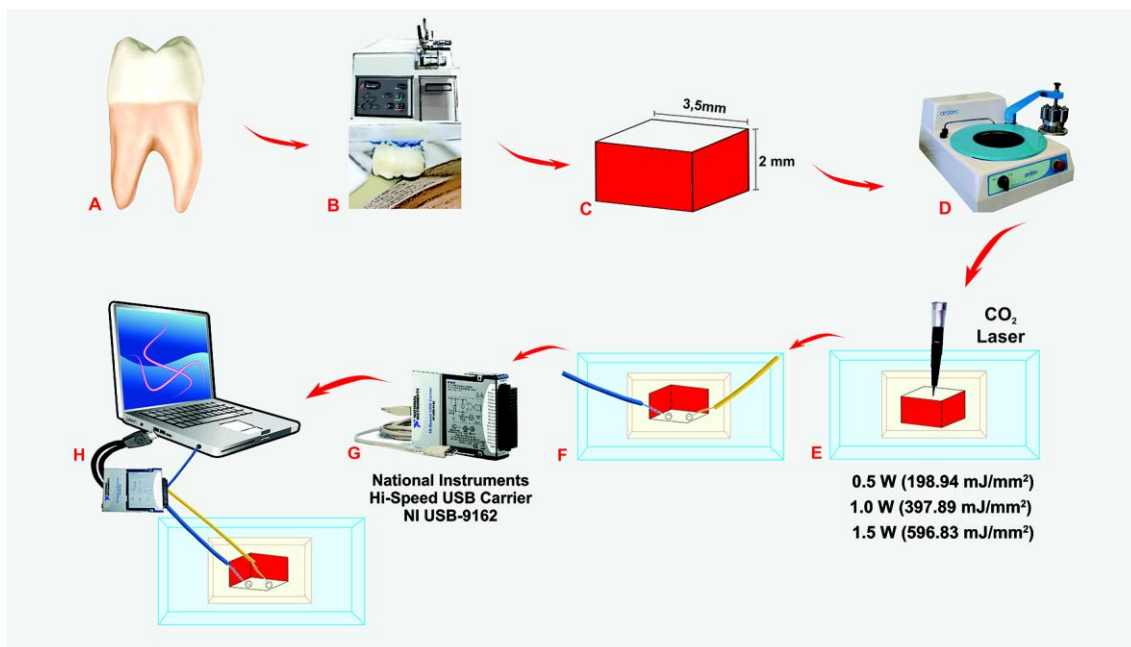 A
B
3,5mm
2 mm
C
aratec
D
CO₂
Laser
E
0.5 W (198.94 mJ/mm²)
1.0 W (397.89 mJ/mm²)
1.5 W (596.83 mJ/mm²)
F
G
National Instruments
Hi-Speed USB Carrier
NI USB-9162
H